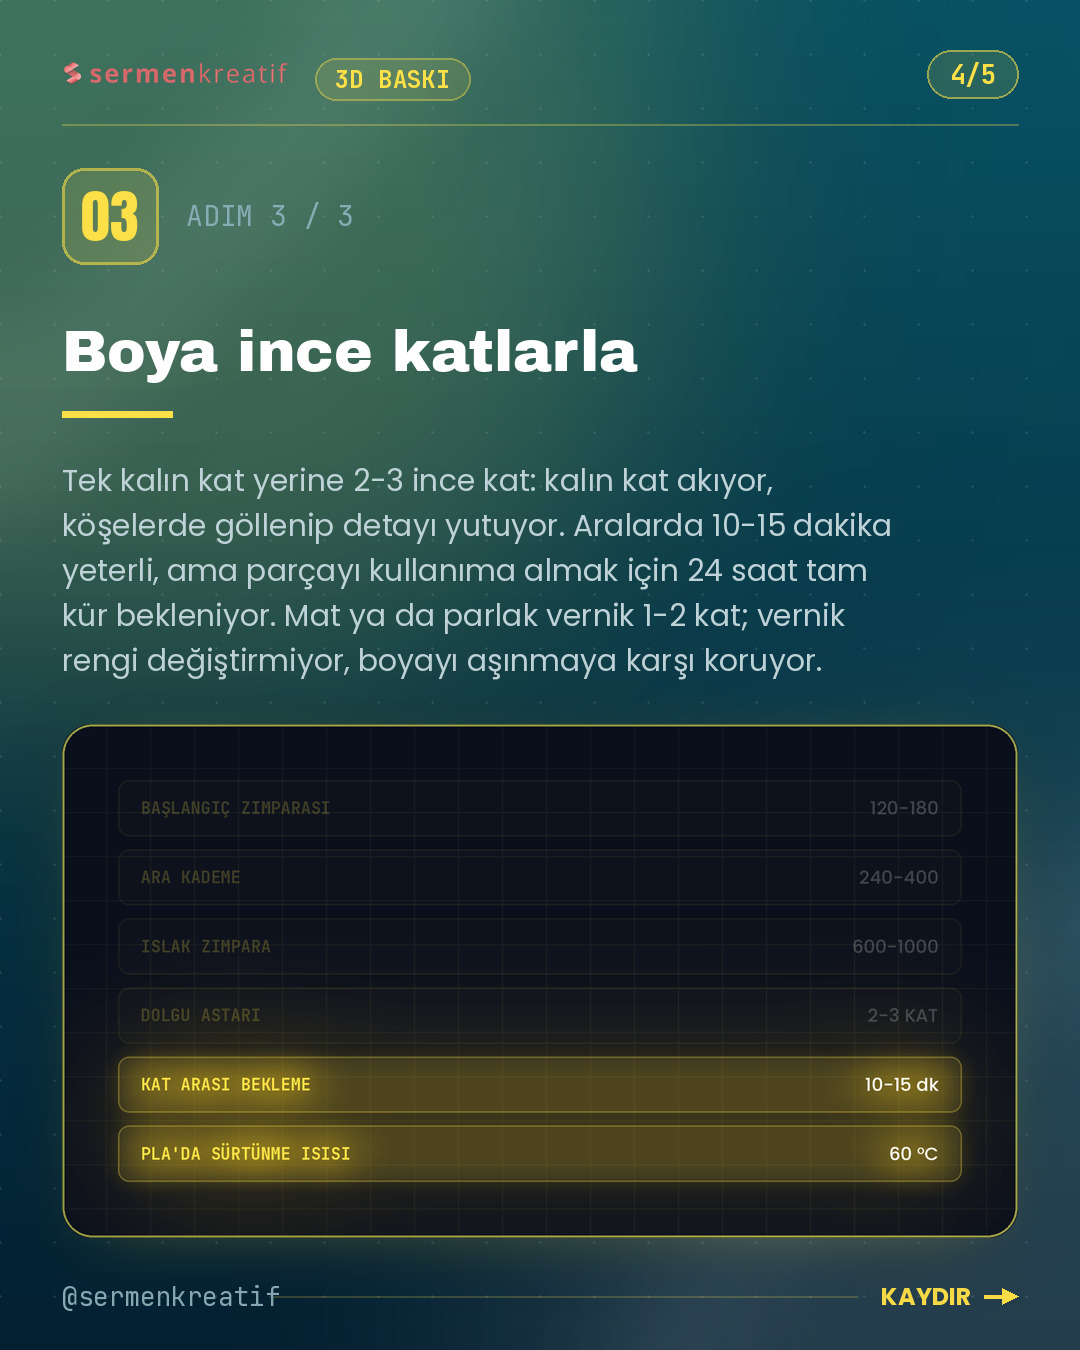 sermenkreatif
3D BASKI
4/5
03
ADIM 3 / 3
Boya ince katlarla
Tek kalın kat yerine 2-3 ince kat: kalın kat akıyor,
köşelerde göllenip detayı yutuyor. Aralarda 10-15 dakika
yeterli, ama parçayı kullanıma almak için 24 saat tam
kür bekleniyor. Mat ya da parlak vernik 1-2 kat; vernik
rengi değiştirmiyor, boyayı aşınmaya karşı koruyor.
BAŞLANGIÇ ZIMPARASI 120-180
ARA KADEME 240-400
ISLAK ZIMPARA 600-1000
DOLGU ASTARI 2-3 KAT
KAT ARASI BEKLEME 10-15 dk
PLA'DA SÜRTÜNME ISISI 60 °C
@sermenkreatif
KAYDIR